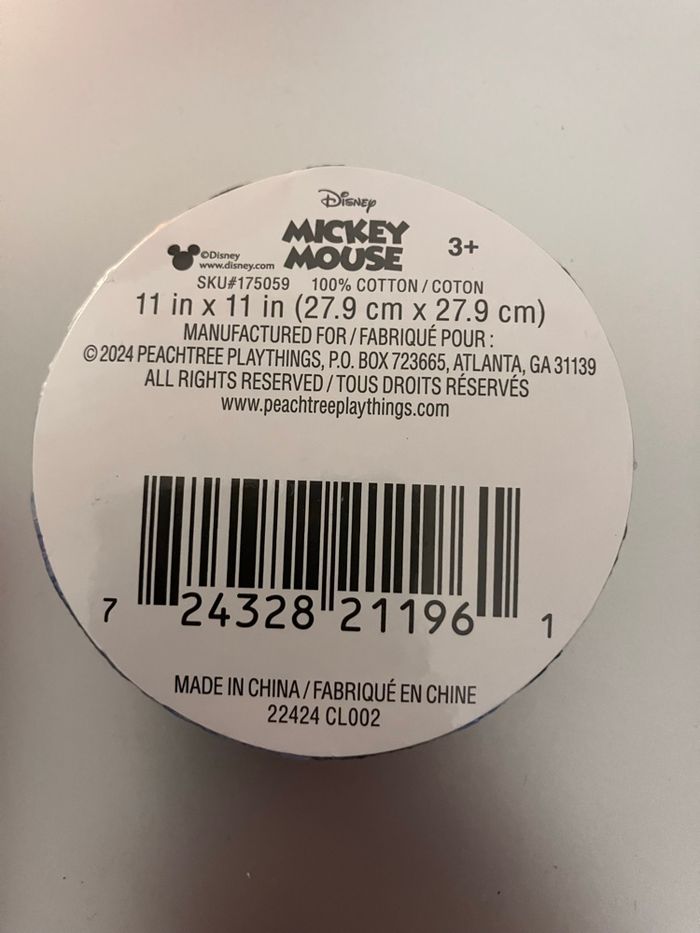 Disney
MICKEY
MOUSE
3+
©Disney
www.disney.com
SKU#175059 100% COTTON / COTON
11 in x 11 in (27.9 cm x 27.9 cm)
MANUFACTURED FOR / FABRIQUÉ POUR :
© 2024 PEACHTREE PLAYTHINGS, P.O. BOX 723665, ATLANTA, GA 31139
ALL RIGHTS RESERVED / TOUS DROITS RÉSERVÉS
www.peachtreeplaythings.com
7 24328 21196 1
MADE IN CHINA / FABRIQUÉ EN CHINE
22424 CL002